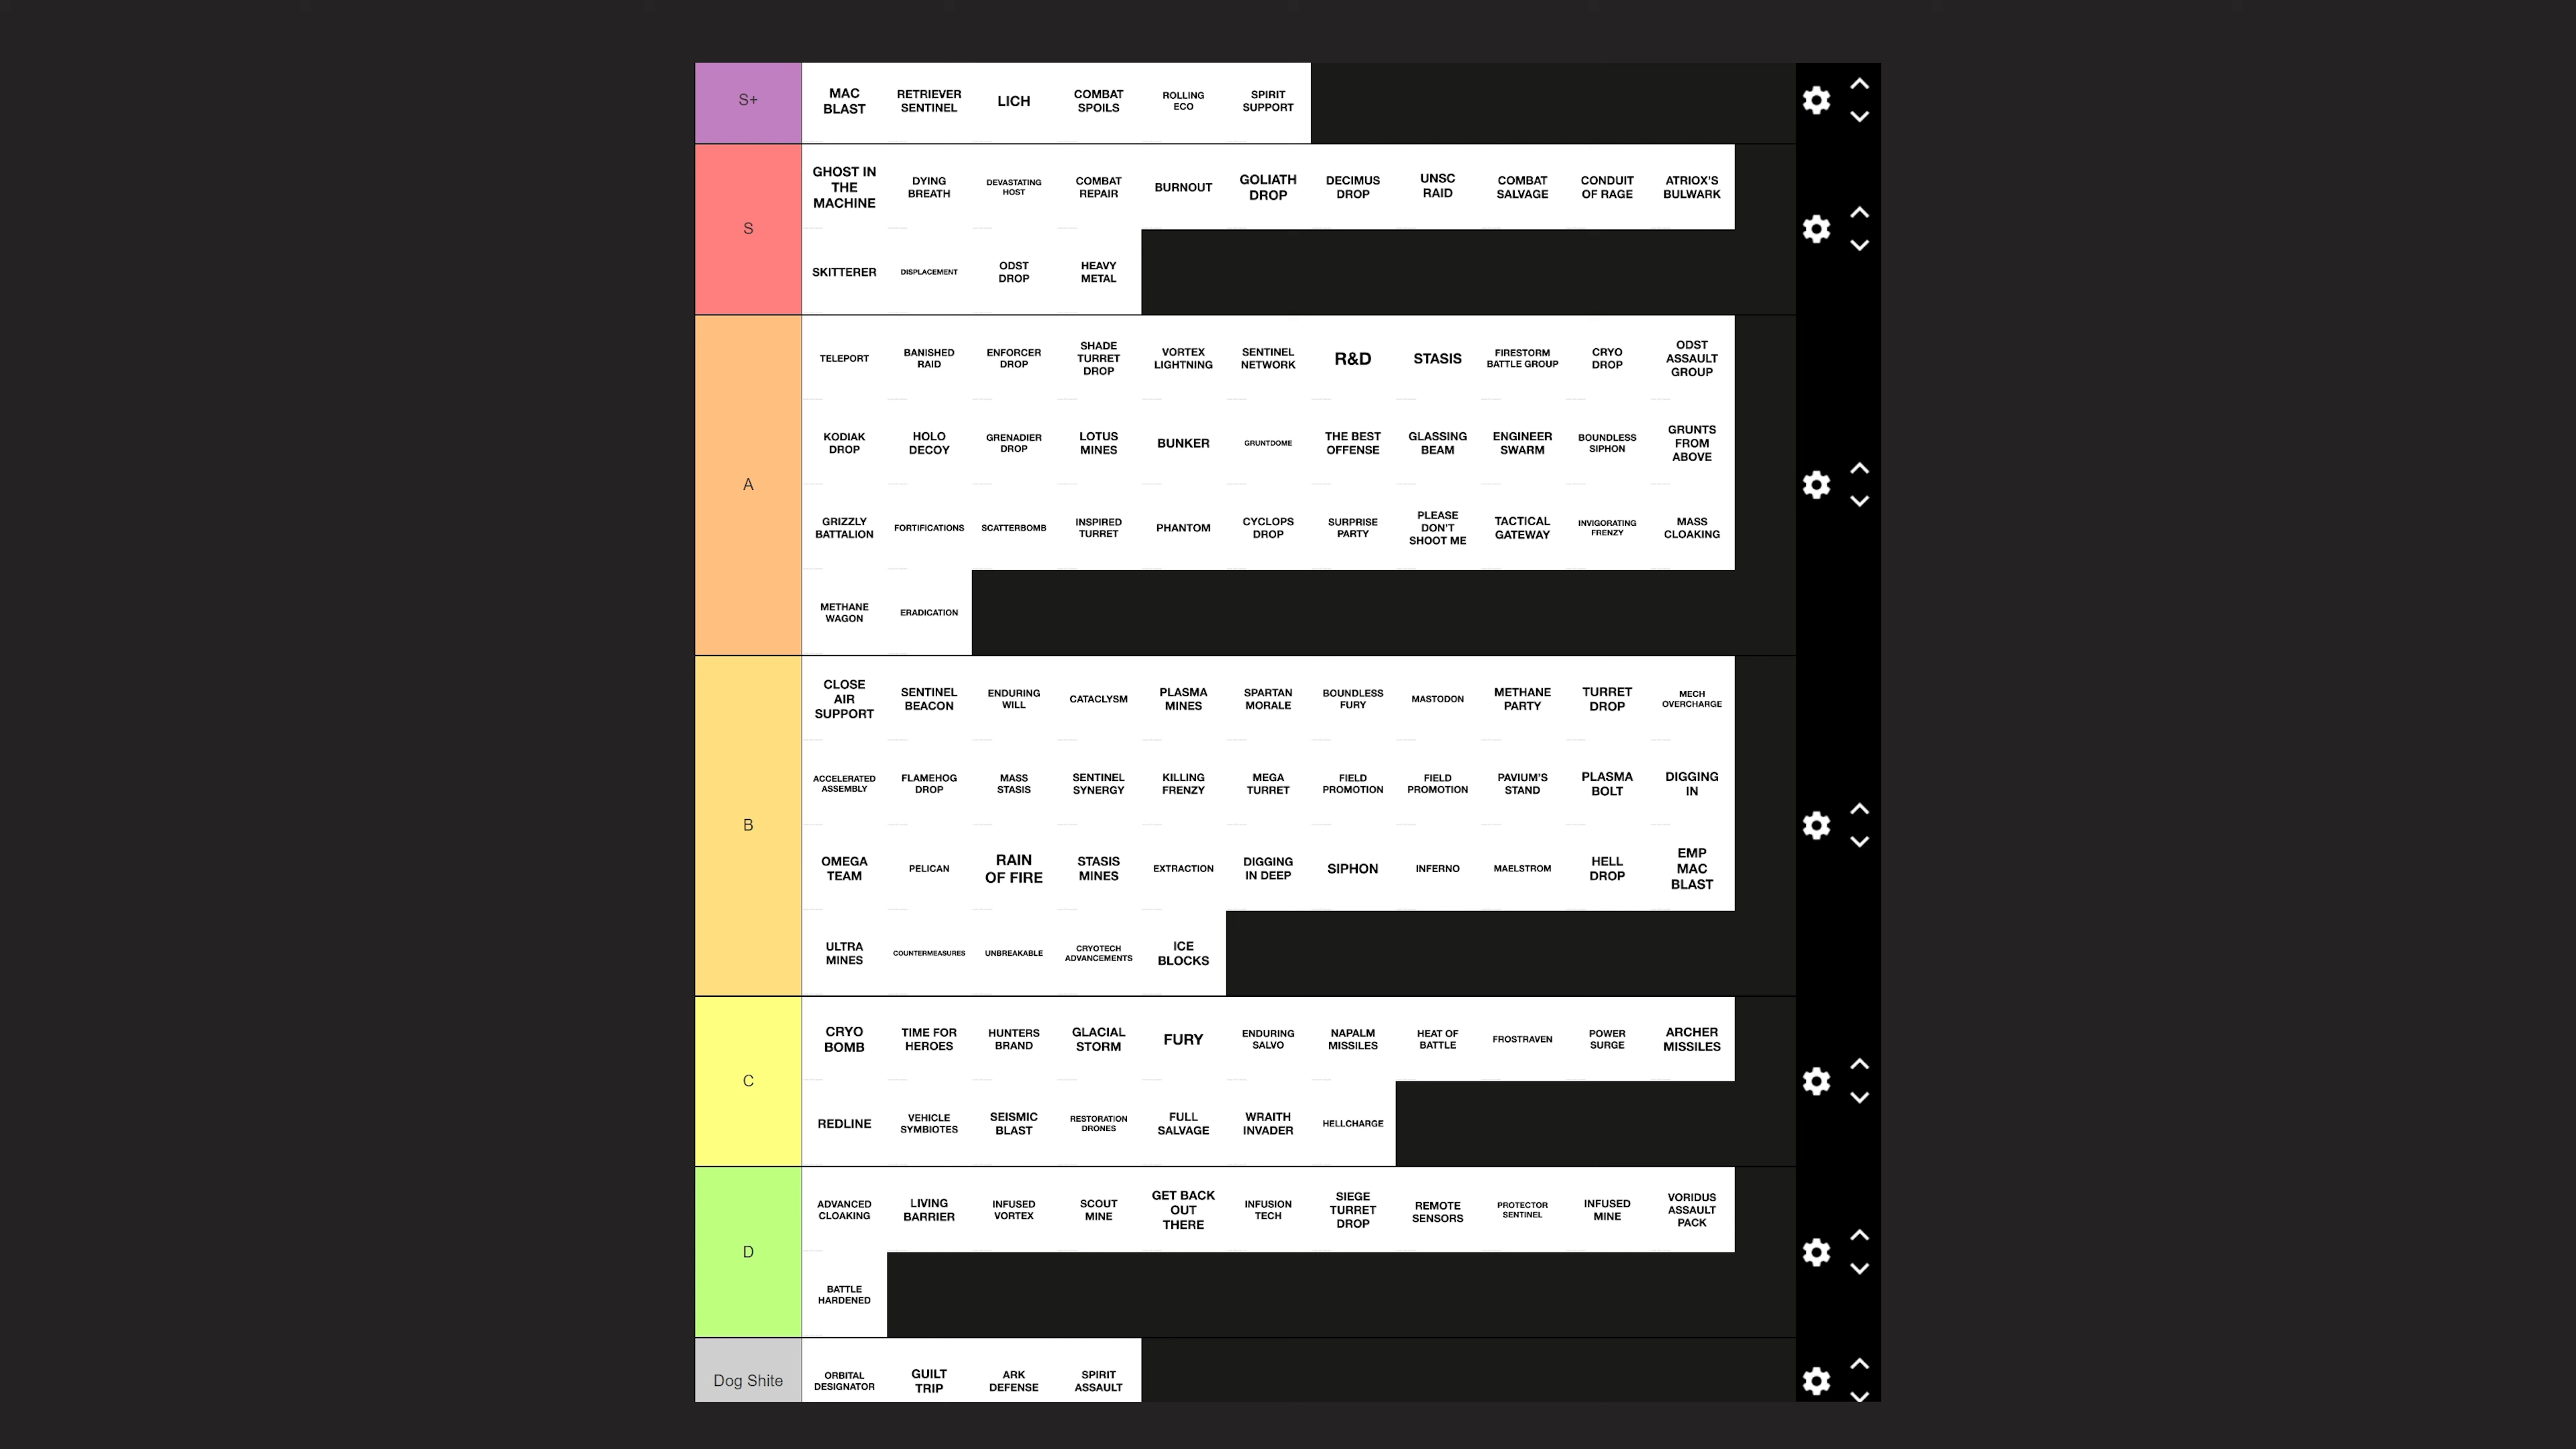 S+
MAC BLAST
RETRIEVER SENTINEL
LICH
COMBAT SPOILS
ROLLING ECO
SPIRIT SUPPORT
S
GHOST IN THE MACHINE
DYING BREATH
DEVASTATING HOST
COMBAT REPAIR
BURNOUT
GOLIATH DROP
DECIMUS DROP
UNSC RAID
COMBAT SALVAGE
CONDUIT OF RAGE
ATRIOX'S BULWARK
SKITTERER
DISPLACEMENT
ODST DROP
HEAVY METAL
A
TELEPORT
BANISHED RAID
ENFORCER DROP
SHADE TURRET DROP
VORTEX LIGHTNING
SENTINEL NETWORK
R&D
STASIS
FIRESTORM BATTLE GROUP
CRYO DROP
ODST ASSAULT GROUP
KODIAK DROP
HOLO DECOY
GRENADIER DROP
LOTUS MINES
BUNKER
GRUNTDOME
THE BEST OFFENSE
GLASSING BEAM
ENGINEER SWARM
BOUNDLESS SIPHON
GRUNTS FROM ABOVE
GRIZZLY BATTALION
FORTIFICATIONS
SCATTERBOMB
INSPIRED TURRET
PHANTOM
CYCLOPS DROP
SURPRISE PARTY
PLEASE DON'T SHOOT ME
TACTICAL GATEWAY
INVIGORATING FRENZY
MASS CLOAKING
METHANE WAGON
ERADICATION
B
CLOSE AIR SUPPORT
SENTINEL BEACON
ENDURING WILL
CATACLYSM
PLASMA MINES
SPARTAN MORALE
BOUNDLESS FURY
MASTODON
METHANE PARTY
TURRET DROP
MECH OVERCHARGE
ACCELERATED ASSEMBLY
FLAMEHOG DROP
MASS STASIS
SENTINEL SYNERGY
KILLING FRENZY
MEGA TURRET
FIELD PROMOTION
FIELD PROMOTION
PAVIUM'S STAND
PLASMA BOLT
DIGGING IN
OMEGA TEAM
PELICAN
RAIN OF FIRE
STASIS MINES
EXTRACTION
DIGGING IN DEEP
SIPHON
INFERNO
MAELSTROM
HELL DROP
EMP MAC BLAST
ULTRA MINES
COUNTERMEASURES
UNBREAKABLE
CRYOTECH ADVANCEMENTS
ICE BLOCKS
C
CRYO BOMB
TIME FOR HEROES
HUNTERS BRAND
GLACIAL STORM
FURY
ENDURING SALVO
NAPALM MISSILES
HEAT OF BATTLE
FROSTRAVEN
POWER SURGE
ARCHER MISSILES
REDLINE
VEHICLE SYMBIOTES
SEISMIC BLAST
RESTORATION DRONES
FULL SALVAGE
WRAITH INVADER
HELLCHARGE
D
ADVANCED CLOAKING
LIVING BARRIER
INFUSED VORTEX
SCOUT MINE
GET BACK OUT THERE
INFUSION TECH
SIEGE TURRET DROP
REMOTE SENSORS
PROTECTOR SENTINEL
INFUSED MINE
VORIDUS ASSAULT PACK
BATTLE HARDENED
Dog Shite
ORBITAL DESIGNATOR
GUILT TRIP
ARK DEFENSE
SPIRIT ASSAULT